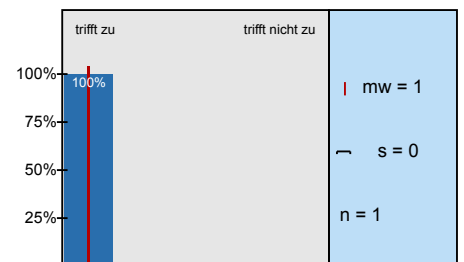 trifft zu trifft nicht zu
100%
100%
mw = 1
75%
s = 0
50%
25%
n = 1